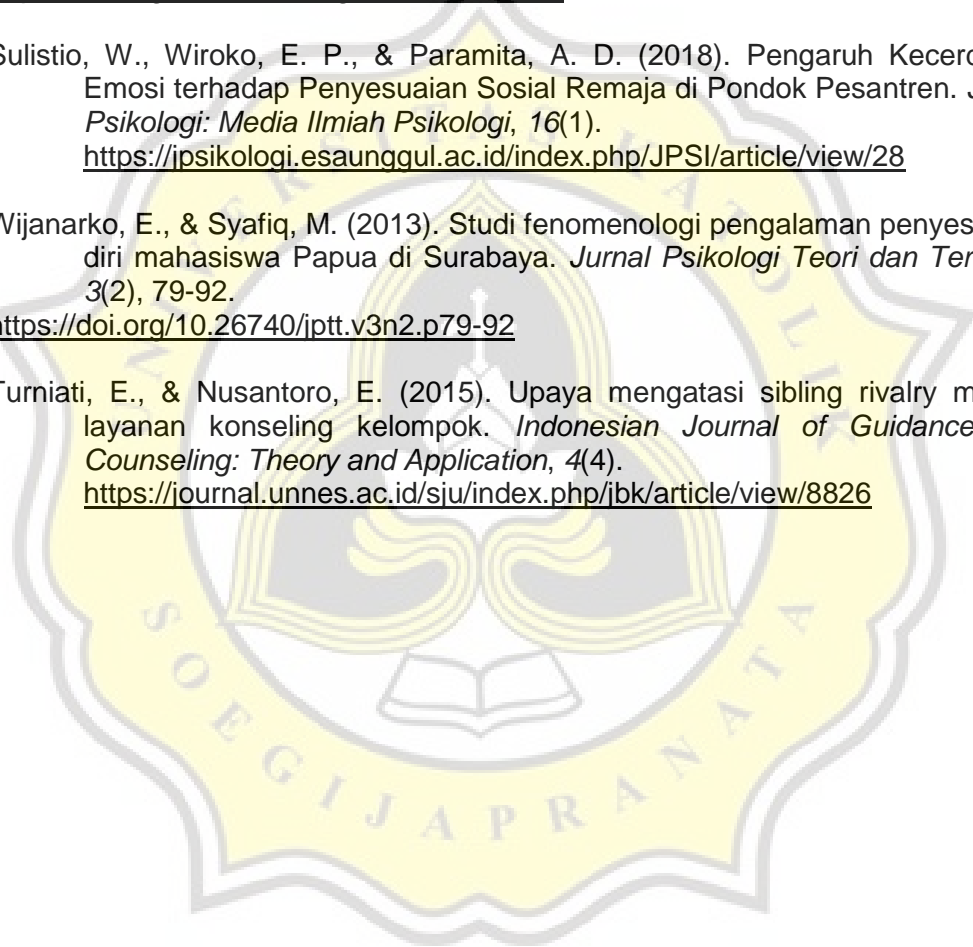 Sulistio, W., Wiroko, E. P., & Paramita, A. D. (2018). Pengaruh Kecerd
Emosi terhadap Penyesuaian Sosial Remaja di Pondok Pesantren. J
Psikologi: Media Ilmiah Psikologi, 16(1).
https://jpsikologi.esaunggul.ac.id/index.php/JPSI/article/view/28
Wijanarko, E., & Syafiq, M. (2013). Studi fenomenologi pengalaman penyes
diri mahasiswa Papua di Surabaya. Jurnal Psikologi Teori dan Ter
3(2), 79-92.
https://doi.org/10.26740/jptt.v3n2.p79-92
Turniati, E., & Nusantoro, E. (2015). Upaya mengatasi sibling rivalry m
layanan konseling kelompok. Indonesian Journal of Guidance
Counseling: Theory and Application, 4(4).
https://journal.unnes.ac.id/sju/index.php/jbk/article/view/8826
UNIVERSITAS KATOLIK
SOEGIJAPRANATA